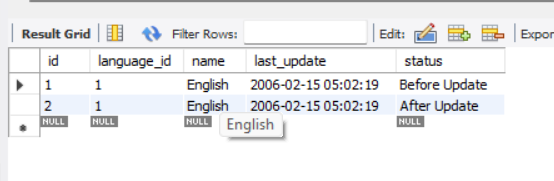 Result Grid Filter Rows: Edit: Expor
id language_id name last_update status
1 1 English 2006-02-15 05:02:19 Before Update
2 1 English 2006-02-15 05:02:19 After Update
NULL NULL NULL NULL
English